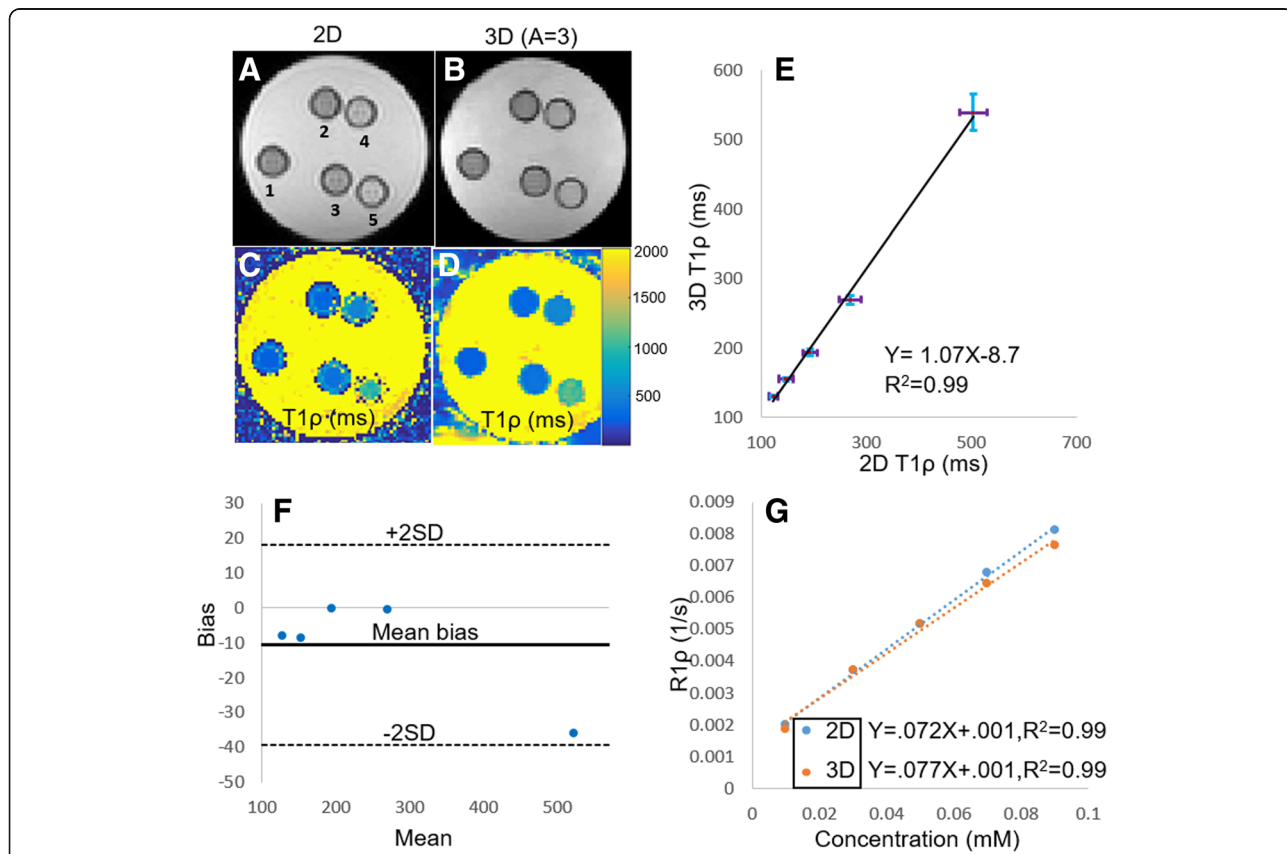 2D
3D (A=3)
A
B
2
4
1
3
5
C
D
T1ρ (ms)
T1ρ (ms)
2000
1500
1000
500
E
600
500
400
300
200
100
3D T1ρ (ms)
Y= 1.07X-8.7
R²=0.99
100
300
500
700
2D T1ρ (ms)
F
30
20
10
0
-10
-20
-30
-40
-50
Bias
+2SD
Mean bias
-2SD
100
200
300
400
500
Mean
G
0.009
0.008
0.007
0.006
0.005
0.004
0.003
0.002
0.001
0
R1ρ (1/s)
2D Y=.072X+.001,R²=0.99
3D Y=.077X+.001,R²=0.99
0
0.02
0.04
0.06
0.08
0.1
Concentration (mM)